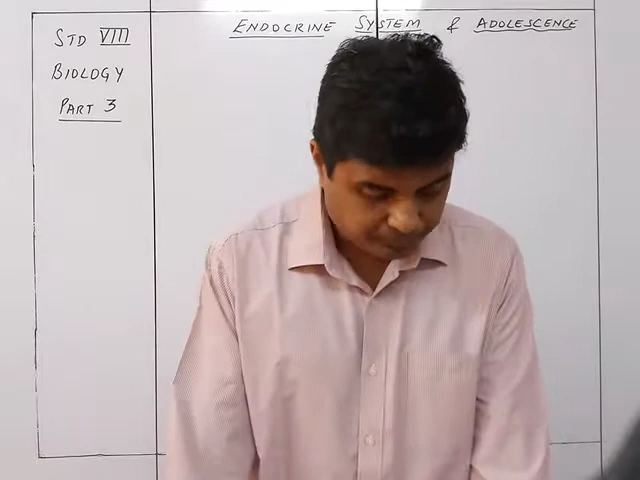 STD VIII
BIOLOGY
PART 3
ENDOCRINE SYSTEM & ADOLESCENCE